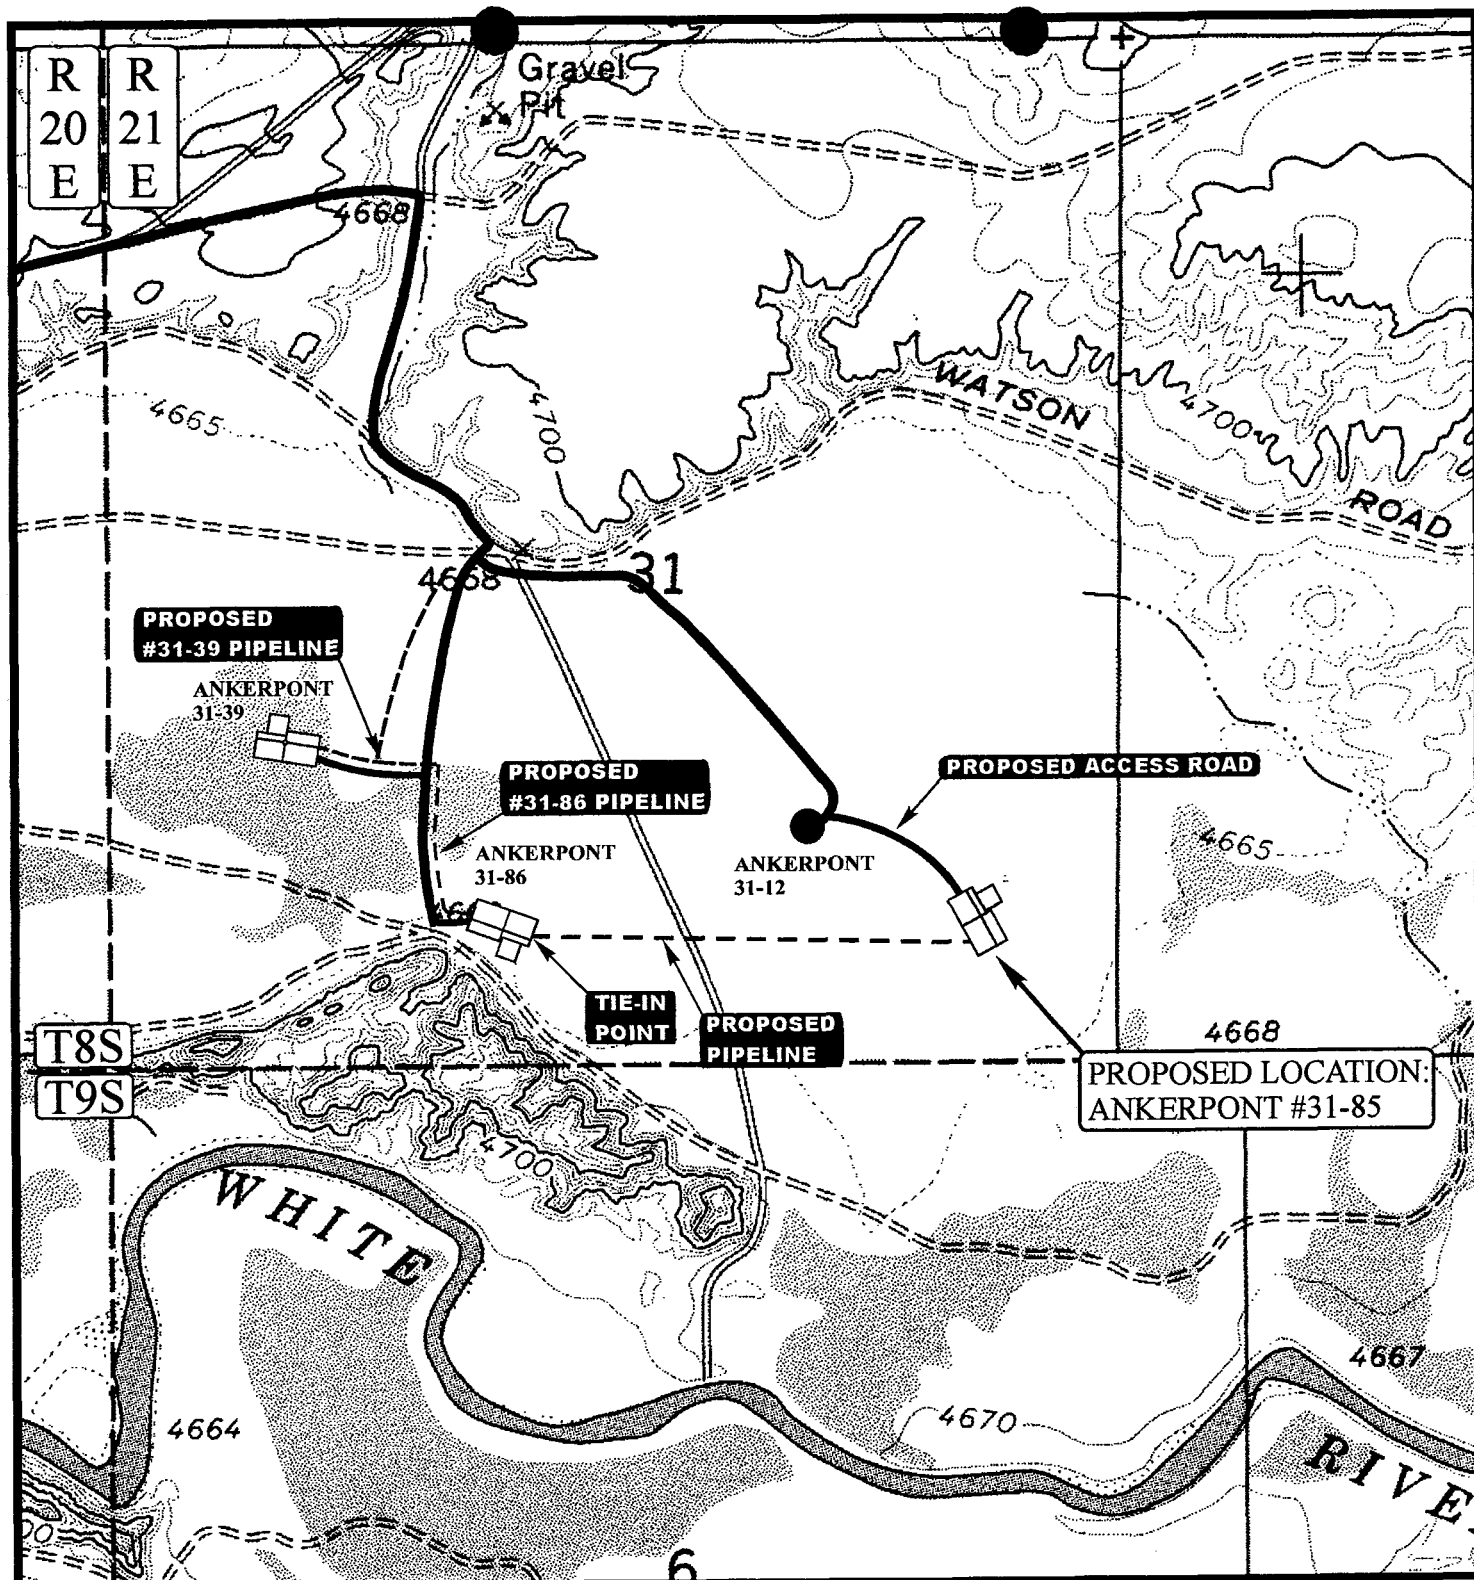 R
20
E
R
21
E
Gravel
Pit
4668
4665
4700
WATSON
ROAD
4700
31
4668
PROPOSED
#31-39 PIPELINE
ANKERPONT
31-39
PROPOSED
#31-86 PIPELINE
ANKERPONT
31-86
PROPOSED ACCESS ROAD
ANKERPONT
31-12
4665
TIE-IN
POINT
PROPOSED
PIPELINE
4668
T8S
T9S
PROPOSED LOCATION:
ANKERPONT #31-85
4700
WHITE
4664
4667
4670
RIVE
6